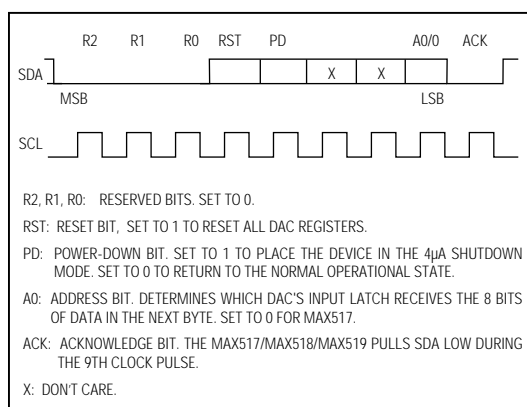 R2 R1 R0 RST PD A0/0 ACK
SDA X X
MSB LSB
SCL
R2, R1, R0: RESERVED BITS. SET TO 0.
RST: RESET BIT, SET TO 1 TO RESET ALL DAC REGISTERS.
PD: POWER-DOWN BIT. SET TO 1 TO PLACE THE DEVICE IN THE 4µA SHUTDOWN
MODE. SET TO 0 TO RETURN TO THE NORMAL OPERATIONAL STATE.
A0: ADDRESS BIT. DETERMINES WHICH DAC'S INPUT LATCH RECEIVES THE 8 BITS
OF DATA IN THE NEXT BYTE. SET TO 0 FOR MAX517.
ACK: ACKNOWLEDGE BIT. THE MAX517/MAX518/MAX519 PULLS SDA LOW DURING
THE 9TH CLOCK PULSE.
X: DON'T CARE.